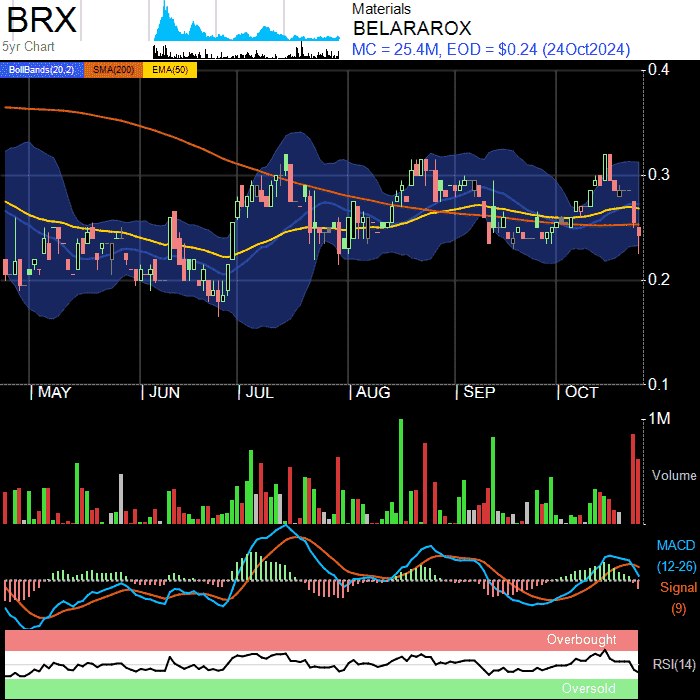 BRX
5yr Chart
Materials
BELARAROX
MC = 25.4M, EOD = $0.24 (24Oct2024)
BollBands(20,2) SMA(200) EMA(50)
0.4
0.3
0.2
0.1
MAY JUN JUL AUG SEP OCT
1M
Volume
MACD
(12-26)
Signal
(9)
Overbought
RSI(14)
Oversold